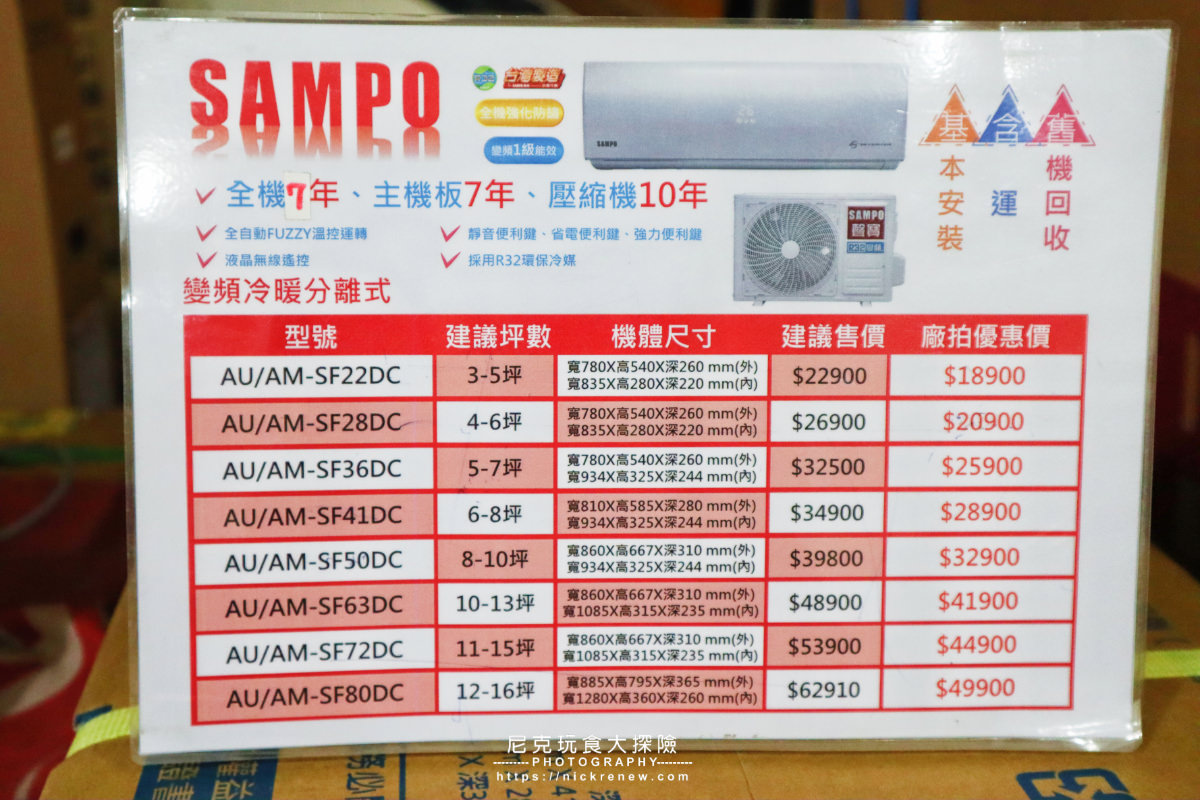 SAMPO
台灣製造
全機強化防鏽
變頻1級能效
SAMPO
基本安裝
含運
舊機回收
全機7年、主機板7年、壓縮機10年
全自動FUZZY溫控運轉
靜音便利鍵、省電便利鍵、強力便利鍵
液晶無線遙控
採用R32環保冷媒
SAMPO
聲寶
變頻冷暖分離式
型號 建議坪數 機體尺寸 建議售價 廠拍優惠價
AU/AM-SF22DC 3-5坪 寬780X高540X深260 mm(外) $22900 $18900
寬835X高280X深220 mm(內)
AU/AM-SF28DC 4-6坪 寬780X高540X深260 mm(外) $26900 $20900
寬835X高280X深220 mm(內)
AU/AM-SF36DC 5-7坪 寬780X高540X深260 mm(外) $32500 $25900
寬934X高325X深244 mm(內)
AU/AM-SF41DC 6-8坪 寬810X高585X深280 mm(外) $34900 $28900
寬934X高325X深244 mm(內)
AU/AM-SF50DC 8-10坪 寬860X高667X深310 mm(外) $39800 $32900
寬934X高325X深244 mm(內)
AU/AM-SF63DC 10-13坪 寬860X高667X深310 mm(外) $48900 $41900
寬1085X高315X深235 mm(內)
AU/AM-SF72DC 11-15坪 寬860X高667X深310 mm(外) $53900 $44900
寬1085X高315X深235 mm(內)
AU/AM-SF80DC 12-16坪 寬885X高795X深365 mm(外) $62910 $49900
寬1280X高360X深260 mm(內)
尼克玩食大探險
PHOTOGRAPHY
https://nickrenew.com